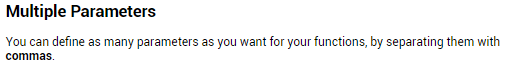 Multiple Parameters
You can define as many parameters as you want for your functions, by separating them with
commas.